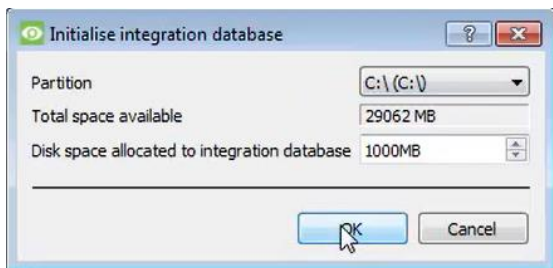 Initialise integration database
Partition C:\ (C:\)
Total space available 29062 MB
Disk space allocated to integration database 1000MB
OK Cancel